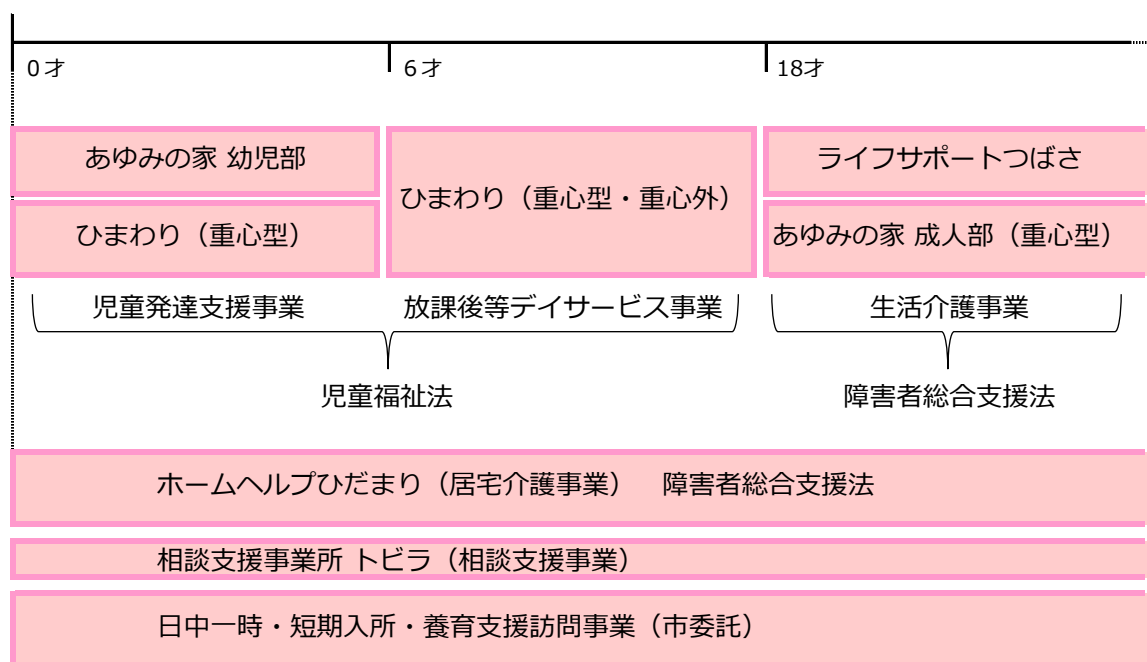 0才
6才
18才
あゆみの家 幼児部
ひまわり（重心型・重心外）
ライフサポートつばさ
ひまわり（重心型）
あゆみの家 成人部（重心型）
児童発達支援事業
放課後等デイサービス事業
生活介護事業
児童福祉法
障害者総合支援法
ホームヘルプひだまり（居宅介護事業）　障害者総合支援法
相談支援事業所 トビラ（相談支援事業）
日中一時・短期入所・養育支援訪問事業（市委託）